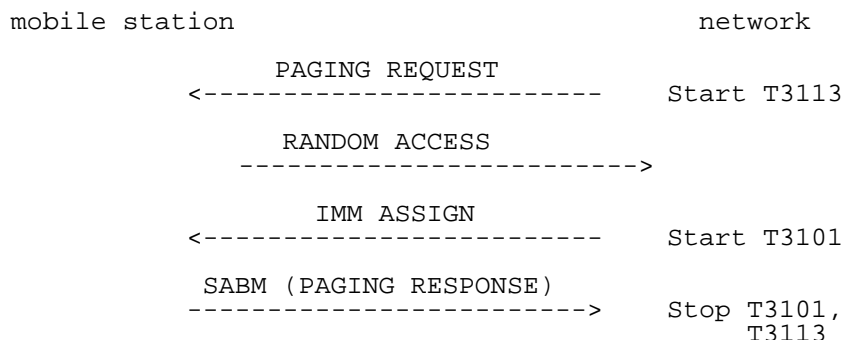 mobile station network
PAGING REQUEST
<------------------------- Start T3113
RANDOM ACCESS
------------------------->
IMM ASSIGN
<------------------------- Start T3101
SABM (PAGING RESPONSE)
-------------------------> Stop T3101,
T3113